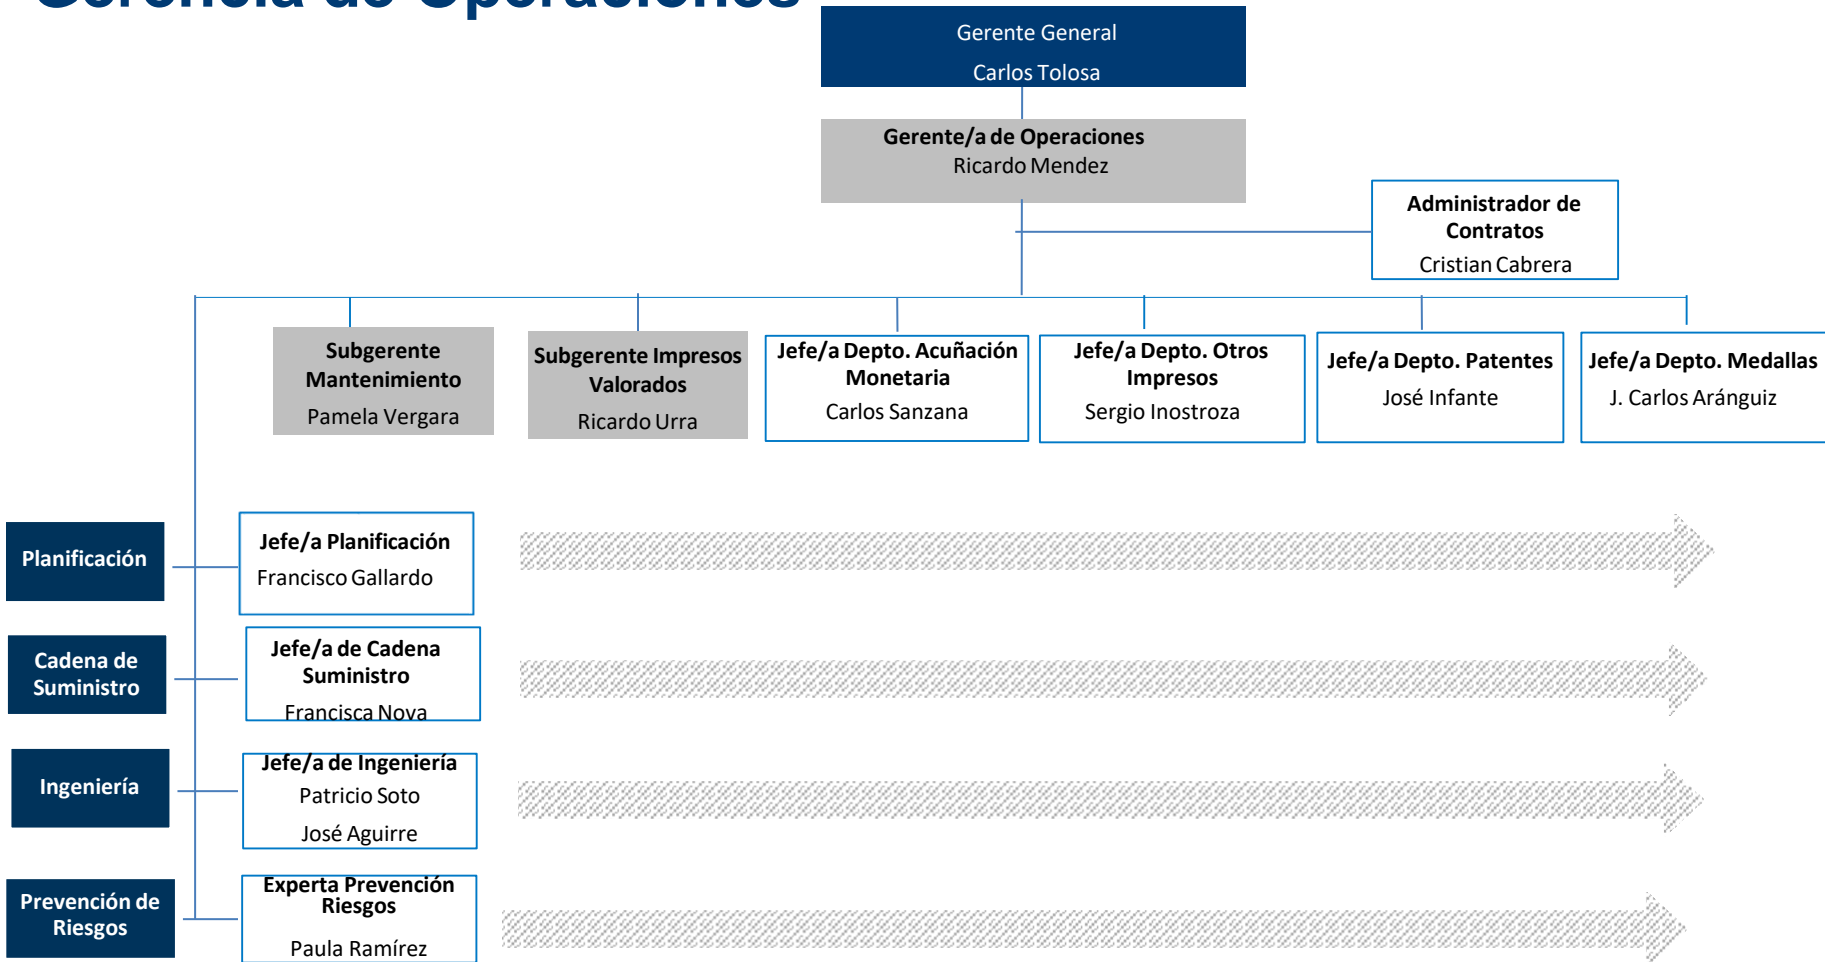 Gerencia de Operaciones
Gerente General
Carlos Tolosa
Gerente/a de Operaciones
Ricardo Mendez
Administrador de
Contratos
Cristian Cabrera
Subgerente
Mantenimiento
Pamela Vergara
Subgerente Impresos
Valorados
Ricardo Urra
Jefe/a Depto. Acuñación
Monetaria
Carlos Sanzana
Jefe/a Depto. Otros
Impresos
Sergio Inostroza
Jefe/a Depto. Patentes
José Infante
Jefe/a Depto. Medallas
J. Carlos Aránguiz
Planificación
Jefe/a Planificación
Francisco Gallardo
Cadena de
Suministro
Jefe/a de Cadena
Suministro
Francisca Nova
Ingeniería
Jefe/a de Ingeniería
Patricio Soto
José Aguirre
Prevención de
Riesgos
Experta Prevención
Riesgos
Paula Ramírez